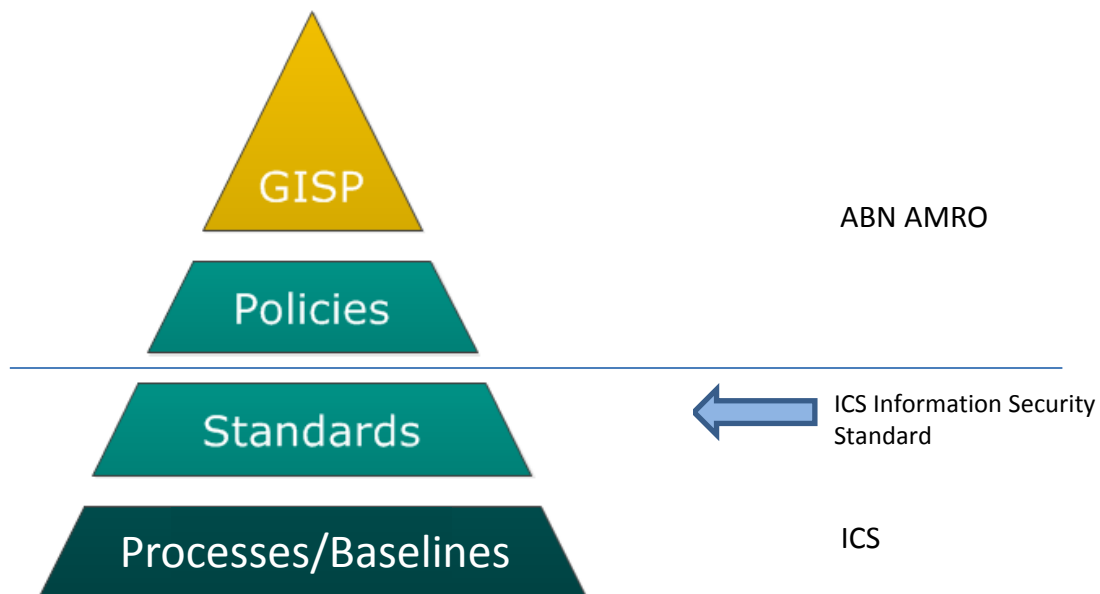 GISP
ABN AMRO
Policies
ICS Information Security
Standard
Standards
Processes/Baselines
ICS